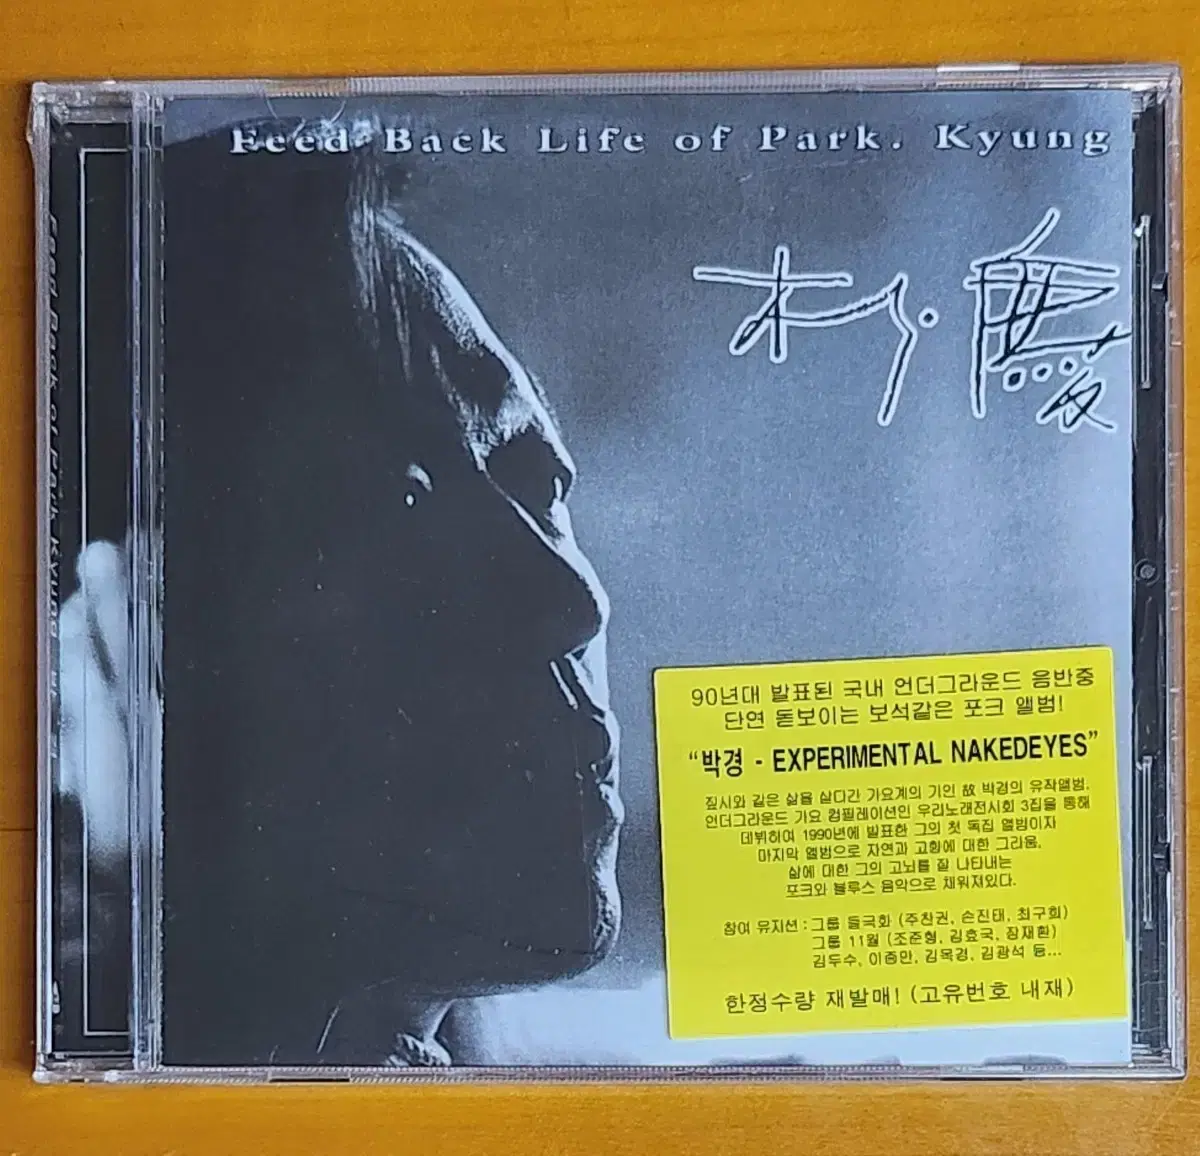 Feed Back Life of Park. Kyung
朴.慶
90년대 발표된 국내 언더그라운드 음반중
단연 돋보이는 보석같은 포크 앨범!
“박경 - EXPERIMENTAL NAKEDEYES”
짚시와 같은 삶을 살다간 가요계의 기인 故 박경의 유작앨범.
언더그라운드 가요 컴필레이션인 우리노래전시회 3집을 통해
데뷔하여 1990년에 발표한 그의 첫 독집 앨범이자
마지막 앨범으로 자연과 고향에 대한 그리움,
삶에 대한 그의 고뇌를 잘 나타내는
포크와 블루스 음악으로 채워져있다.
참여 뮤지션 : 그룹 들국화 (주찬권, 손진태, 최구희)
그룹 11월 (조준형, 김효국, 장재환)
김두수, 이중만, 김목경, 김광석 등...
한정수량 재발매! (고유번호 내재)
Feed Back of Park Kyung